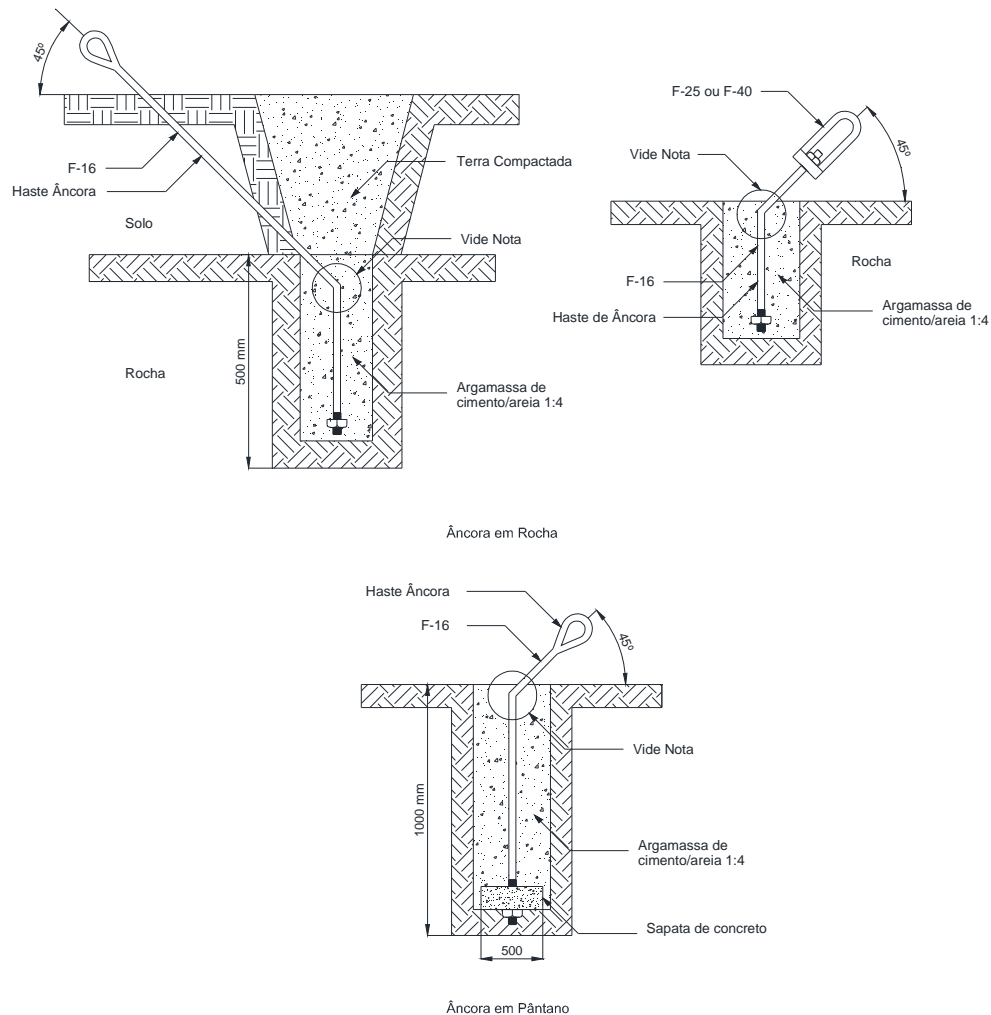 45º
F-16
Haste Âncora
Solo
Terra Compactada
Vide Nota
Rocha
500 mm
Argamassa de
cimento/areia 1:4
F-25 ou F-40
Vide Nota
45º
F-16
Rocha
Haste de Âncora
Argamassa de
cimento/areia 1:4
Âncora em Rocha
Haste Âncora
F-16
45º
Vide Nota
1000 mm
Argamassa de
cimento/areia 1:4
Sapata de concreto
500
Âncora em Pântano